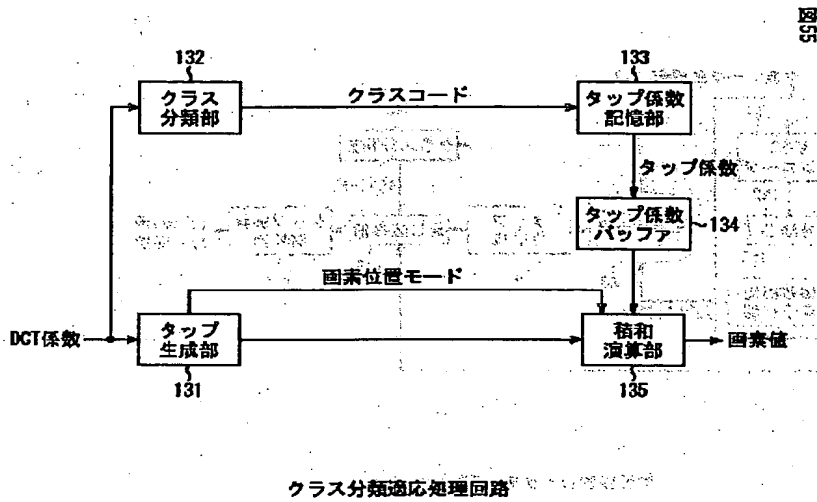 図55
132
クラス
分類部
クラスコード
133
タップ係数
記憶部
タップ係数
タップ係数
バッファ
134
画素位置モード
DCT係数
タップ
生成部
131
積和
演算部
135
画素値
クラス分類適応処理回路